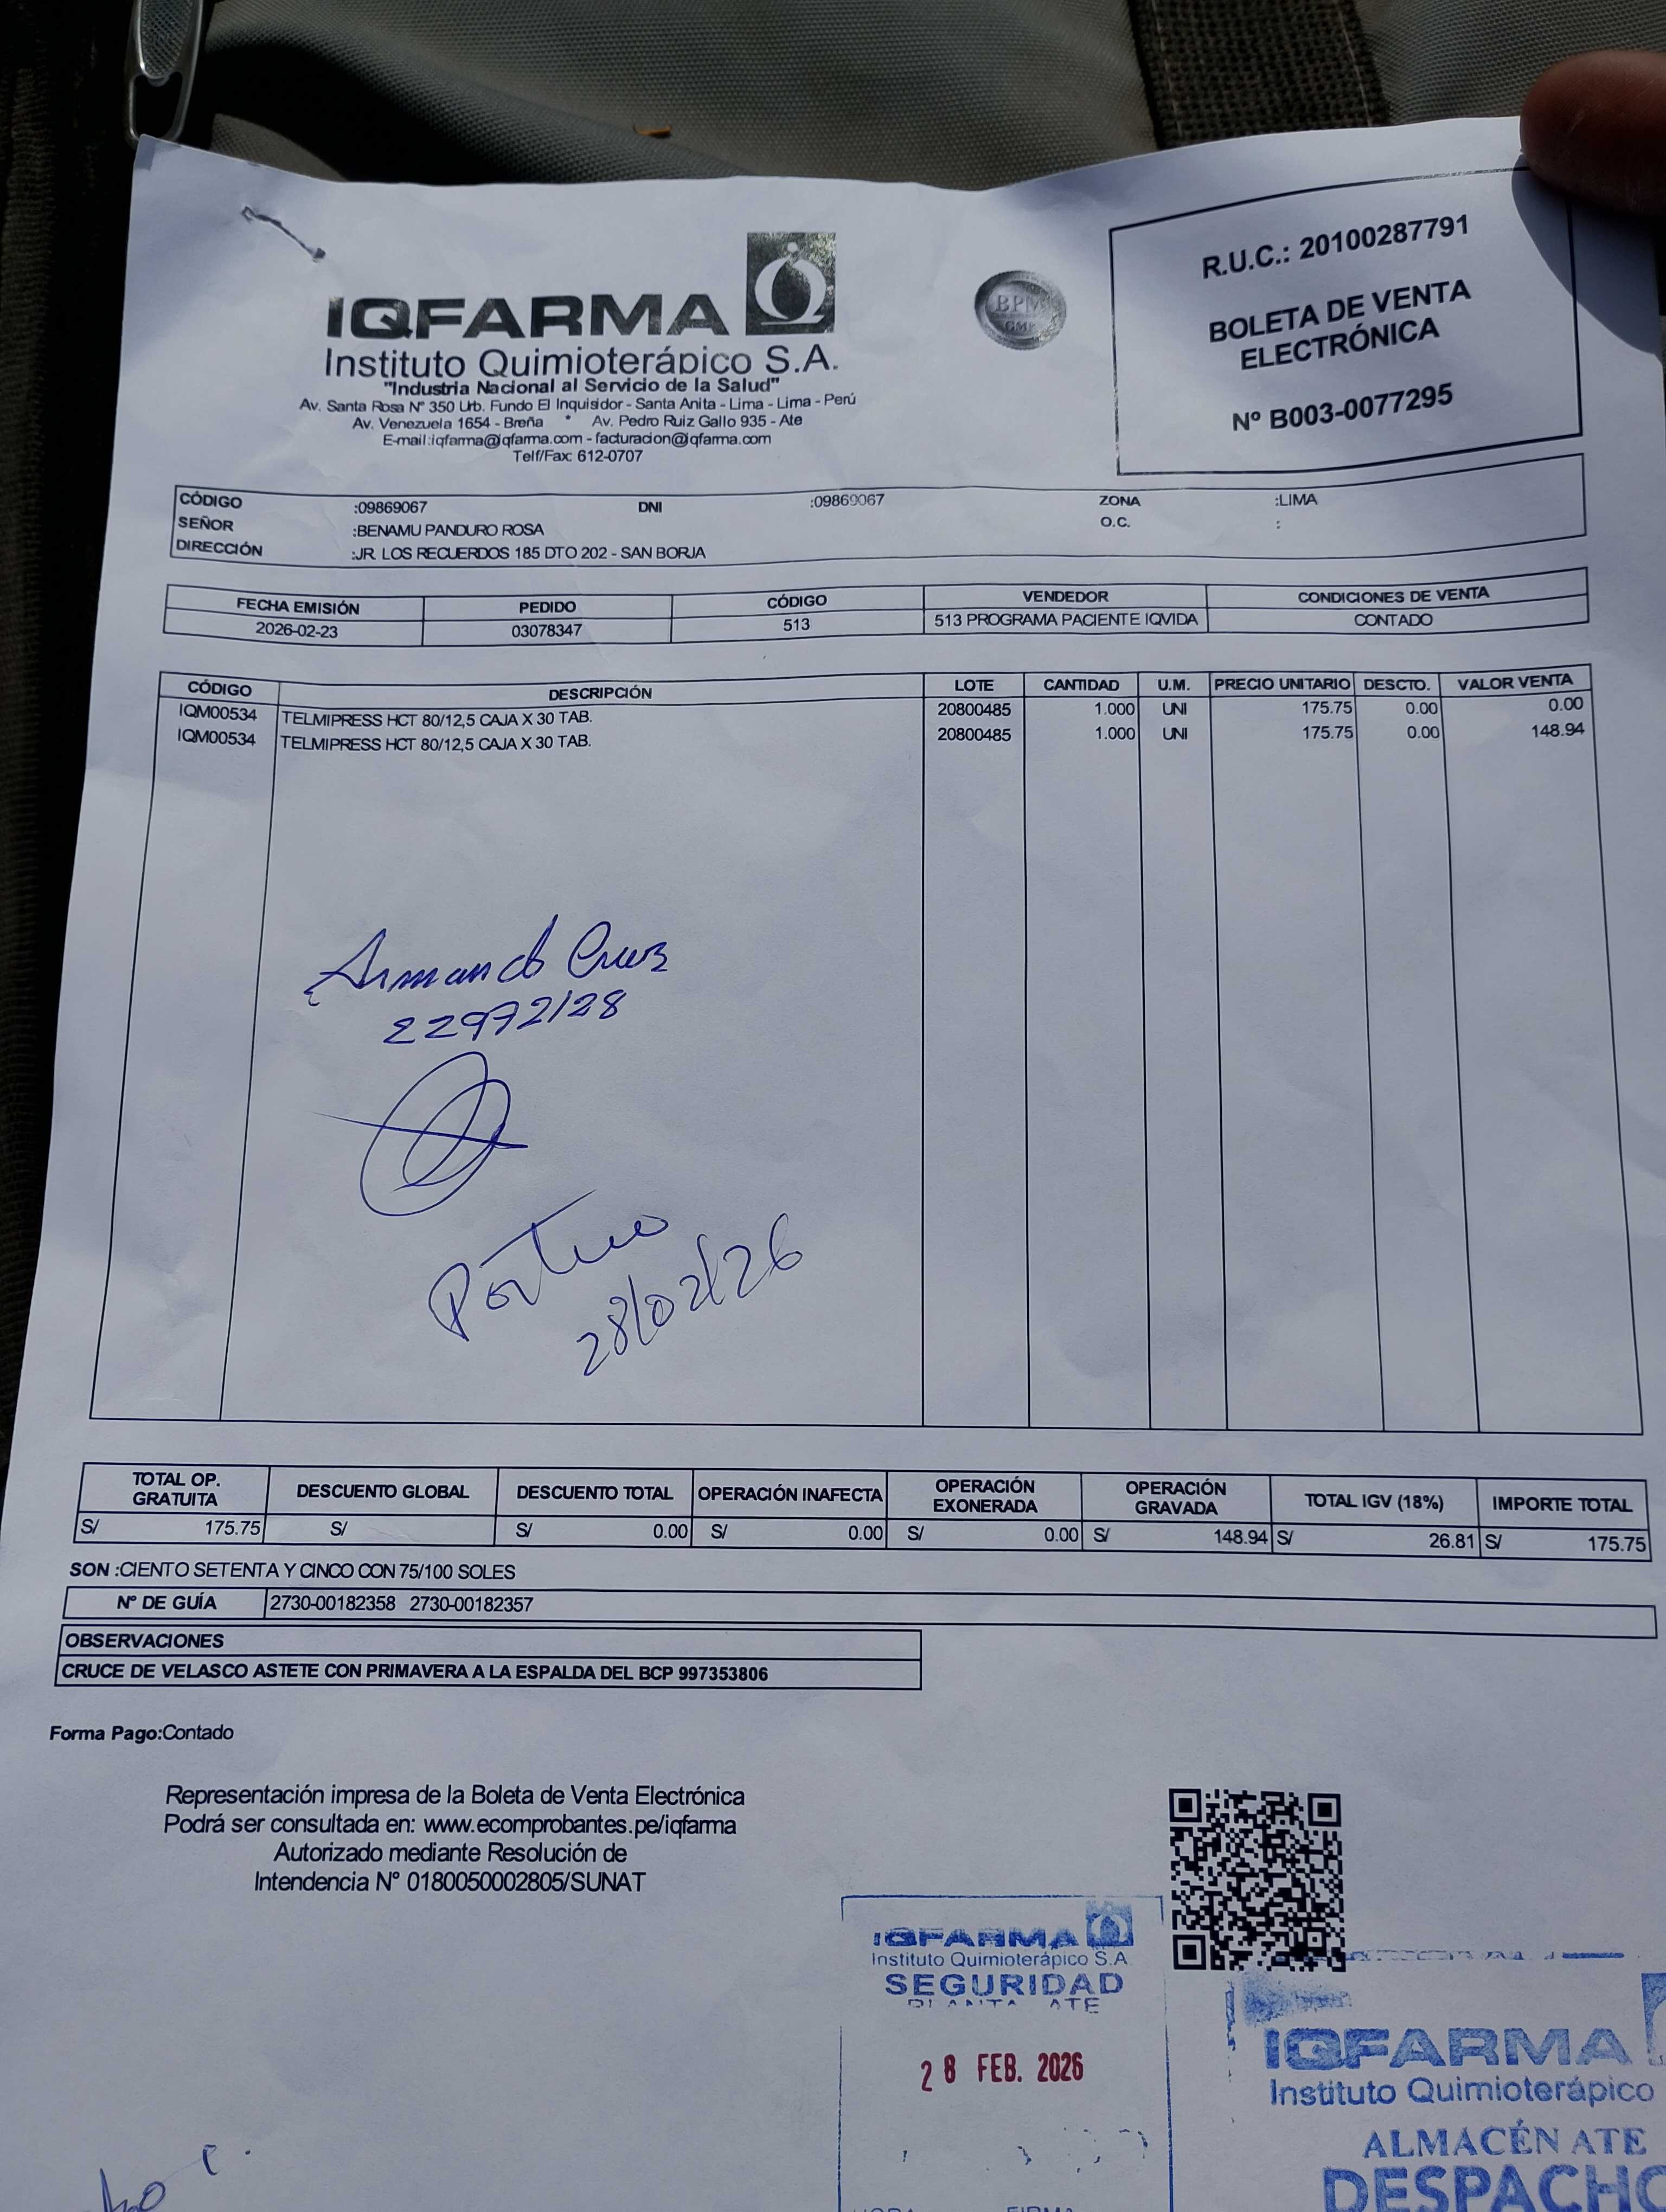 IQFARMA
Instituto Quimioterápico S.A.
"Industria Nacional al Servicio de la Salud"
Av. Santa Rosa N° 350 Urb. Fundo El Inquisidor - Santa Anita - Lima - Lima - Perú
Av. Venezuela 1654 - Breña * Av. Pedro Ruiz Gallo 935 - Ate
E-mail:iqfarma@iqfarma.com - facturacion@iqfarma.com
Telf/Fax: 612-0707
BPM
GMP
R.U.C.: 20100287791
BOLETA DE VENTA
ELECTRÓNICA
Nº B003-0077295
CÓDIGO :09869067 DNI :09869067 ZONA :LIMA
SEÑOR :BENAMU PANDURO ROSA O.C. :
DIRECCIÓN :JR. LOS RECUERDOS 185 DTO 202 - SAN BORJA
FECHA EMISIÓN PEDIDO CÓDIGO VENDEDOR CONDICIONES DE VENTA
2026-02-23 03078347 513 513 PROGRAMA PACIENTE IQVIDA CONTADO
CÓDIGO DESCRIPCIÓN LOTE CANTIDAD U.M. PRECIO UNITARIO DESCTO. VALOR VENTA
IQM00534 TELMIPRESS HCT 80/12,5 CAJA X 30 TAB. 20800485 1.000 UNI 175.75 0.00 0.00
IQM00534 TELMIPRESS HCT 80/12,5 CAJA X 30 TAB. 20800485 1.000 UNI 175.75 0.00 148.94
Armando Cruz
22972128
28/02/26
TOTAL OP. GRATUITA DESCUENTO GLOBAL DESCUENTO TOTAL OPERACIÓN INAFECTA OPERACIÓN EXONERADA OPERACIÓN GRAVADA TOTAL IGV (18%) IMPORTE TOTAL
S/ 175.75 S/ S/ 0.00 S/ 0.00 S/ 0.00 S/ 148.94 S/ 26.81 S/ 175.75
SON :CIENTO SETENTA Y CINCO CON 75/100 SOLES
Nº DE GUÍA 2730-00182358 2730-00182357
OBSERVACIONES
CRUCE DE VELASCO ASTETE CON PRIMAVERA A LA ESPALDA DEL BCP 997353806
Forma Pago:Contado
Representación impresa de la Boleta de Venta Electrónica
Podrá ser consultada en: www.ecomprobantes.pe/iqfarma
Autorizado mediante Resolución de
Intendencia Nº 0180050002805/SUNAT
IQFARMA
Instituto Quimioterápico S.A.
SEGURIDAD
PLANTA ATE
28 FEB. 2026
IQFARMA
Instituto Quimioterápico
ALMACÉN ATE
DESPACHO